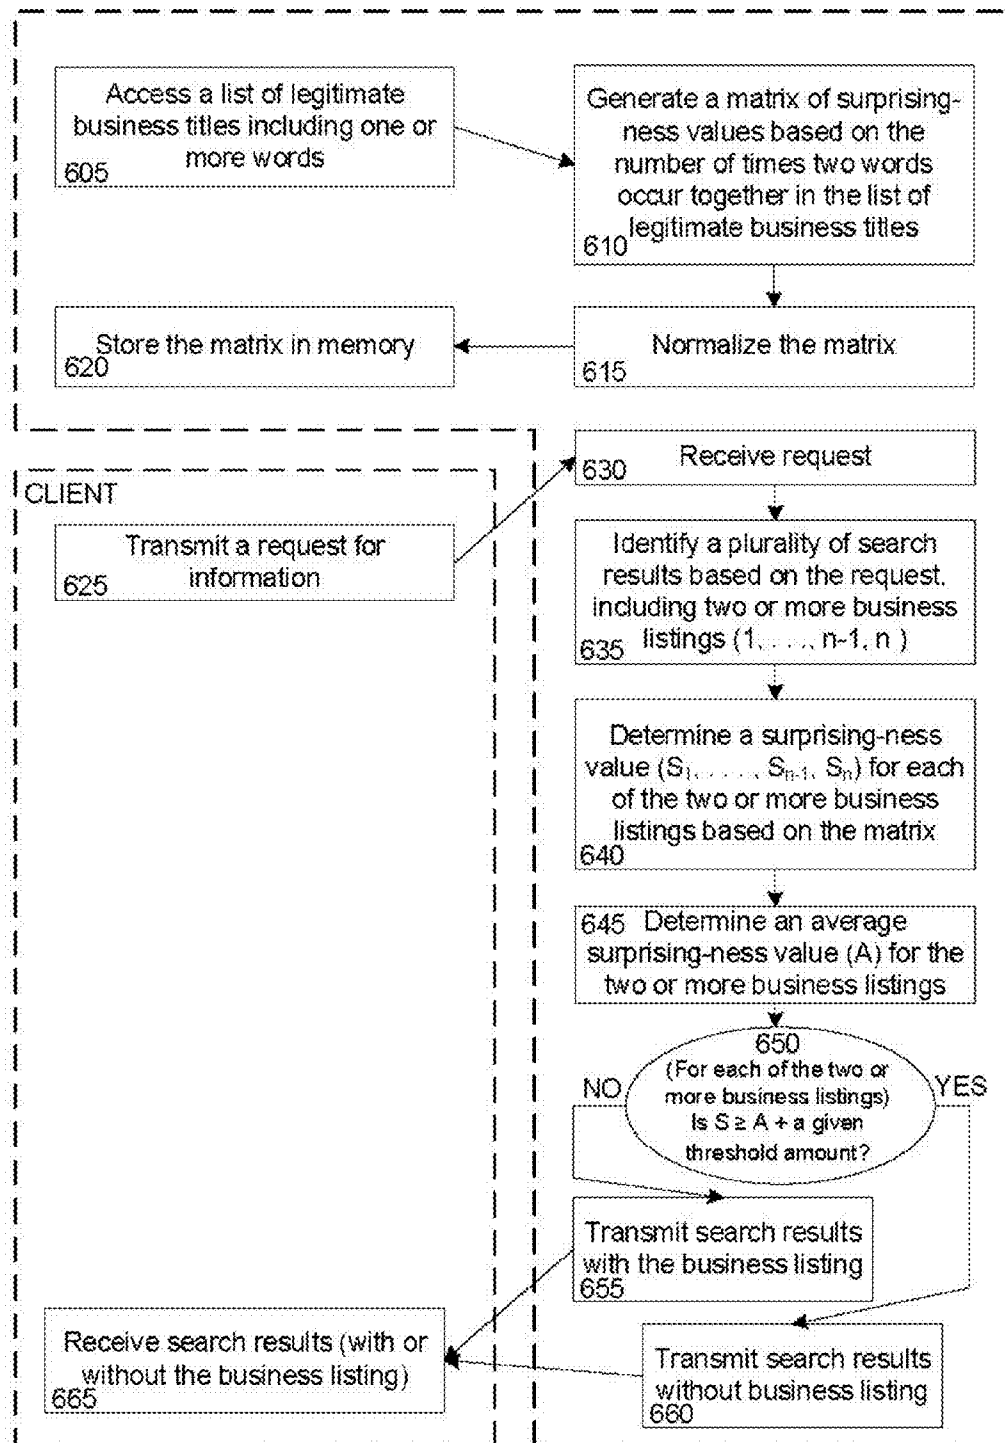 Access a list of legitimate
business titles including one or
more words
605
Generate a matrix of surprising-
ness values based on the
number of times two words
occur together in the list of
legitimate business titles
610
Store the matrix in memory
620
Normalize the matrix
615
Receive request
630
CLIENT
Transmit a request for
information
625
Identify a plurality of search
results based on the request,
including two or more business
listings (1, . . . , n-1, n )
635
Determine a surprising-ness
value (S₁, . . . . , Sₙ₋₁, Sₙ) for each
of the two or more business
listings based on the matrix
640
645 Determine an average
surprising-ness value (A) for the
two or more business listings
650
(For each of the two or
more business listings)
Is S ≥ A + a given
threshold amount?
NO
YES
Transmit search results
with the business listing
655
Transmit search results
without business listing
660
Receive search results (with or
without the business listing)
665